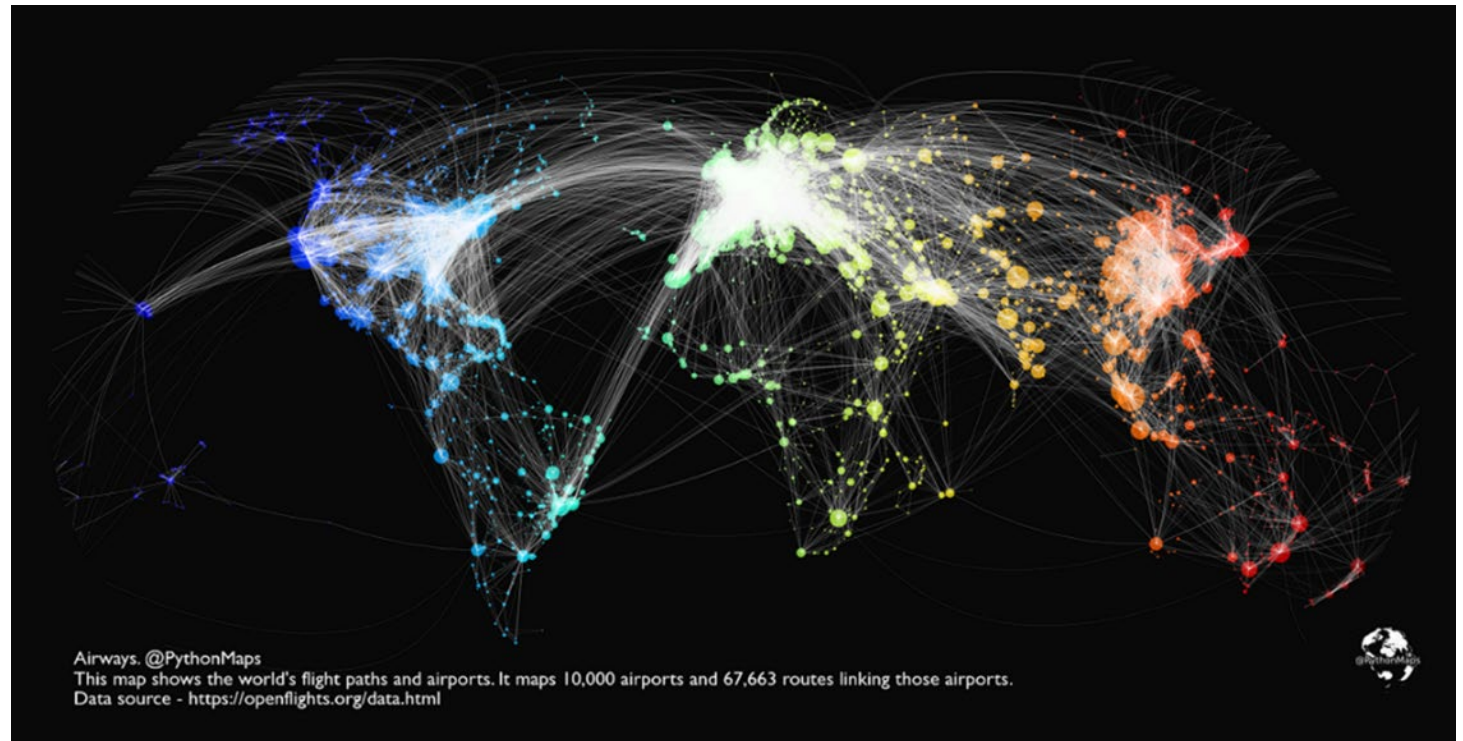 Airways. @PythonMaps
This map shows the world's flight paths and airports. It maps 10,000 airports and 67,663 routes linking those airports.
Data source - https://openflights.org/data.html
@PythonMaps